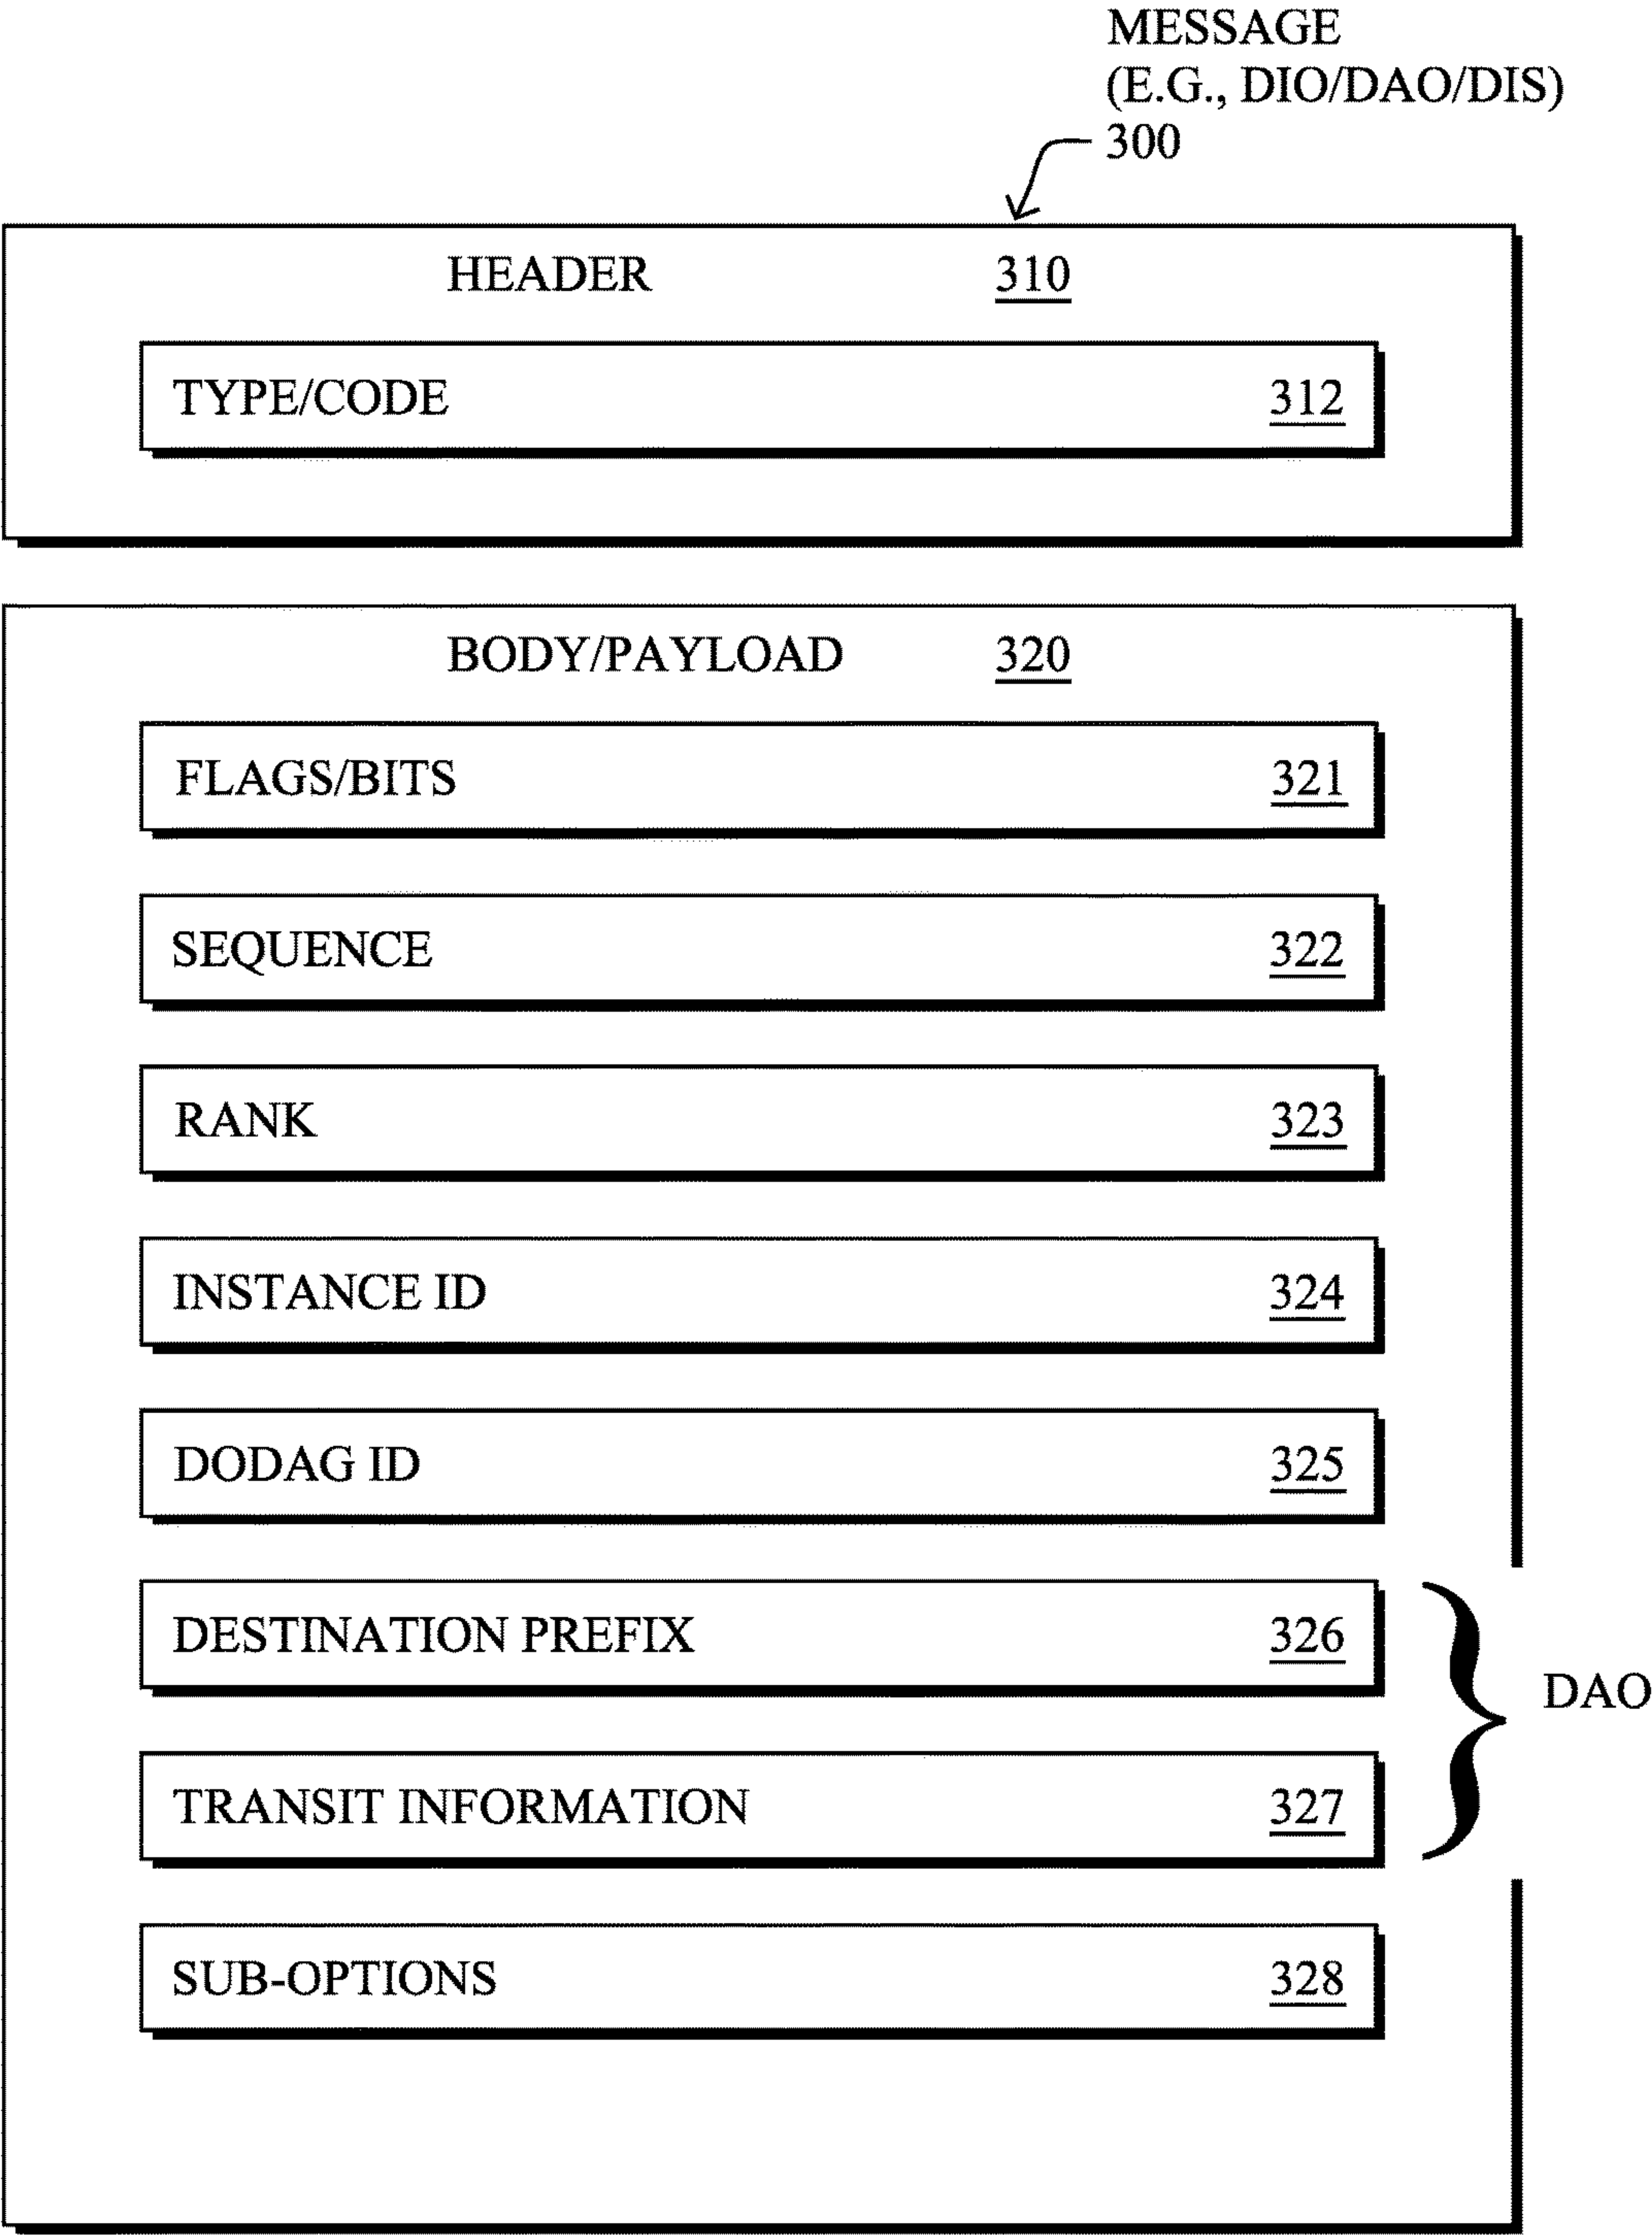 MESSAGE
(E.G., DIO/DAO/DIS)
300
HEADER 310
TYPE/CODE 312
BODY/PAYLOAD 320
FLAGS/BITS 321
SEQUENCE 322
RANK 323
INSTANCE ID 324
DODAG ID 325
DESTINATION PREFIX 326
DAO
TRANSIT INFORMATION 327
SUB-OPTIONS 328